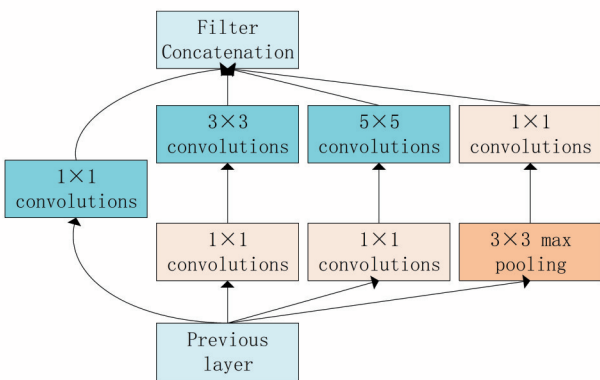 Filter
Concatenation
3×3
convolutions
5×5
convolutions
1×1
convolutions
1×1
convolutions
1×1
convolutions
1×1
convolutions
3×3 max
pooling
Previous
layer